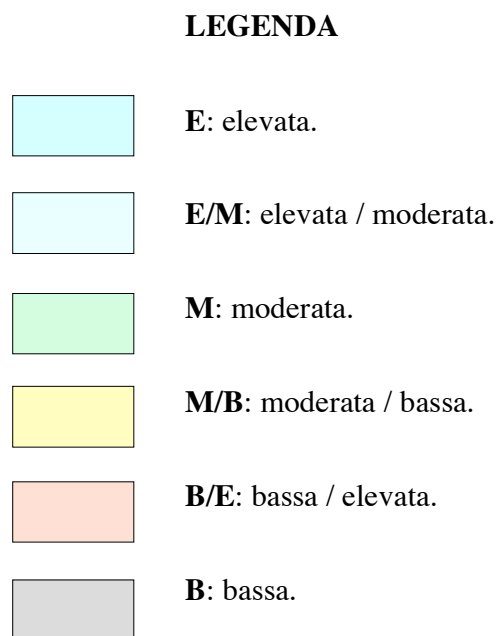 LEGENDA
E: elevata.
E/M: elevata / moderata.
M: moderata.
M/B: moderata / bassa.
B/E: bassa / elevata.
B: bassa.